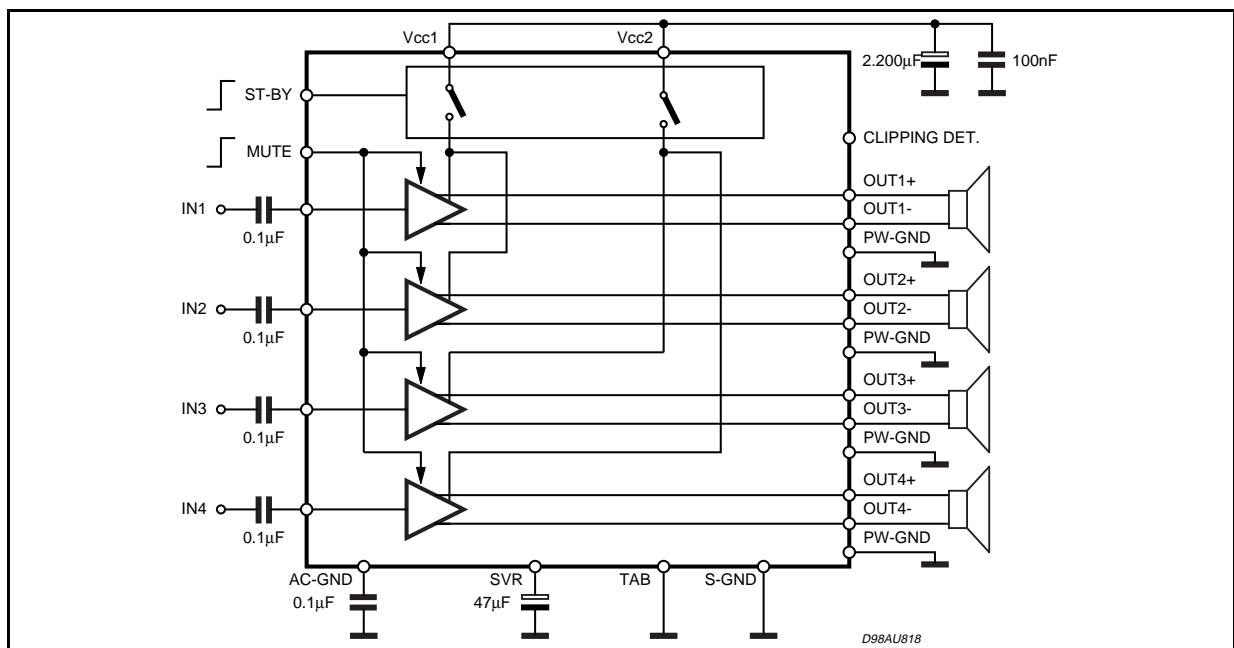 Vcc1
Vcc2
2.200µF
100nF
ST-BY
MUTE
CLIPPING DET.
IN1
0.1µF
OUT1+
OUT1-
PW-GND
IN2
0.1µF
OUT2+
OUT2-
PW-GND
IN3
0.1µF
OUT3+
OUT3-
PW-GND
IN4
0.1µF
OUT4+
OUT4-
PW-GND
AC-GND
0.1µF
SVR
47µF
TAB
S-GND
D98AU818